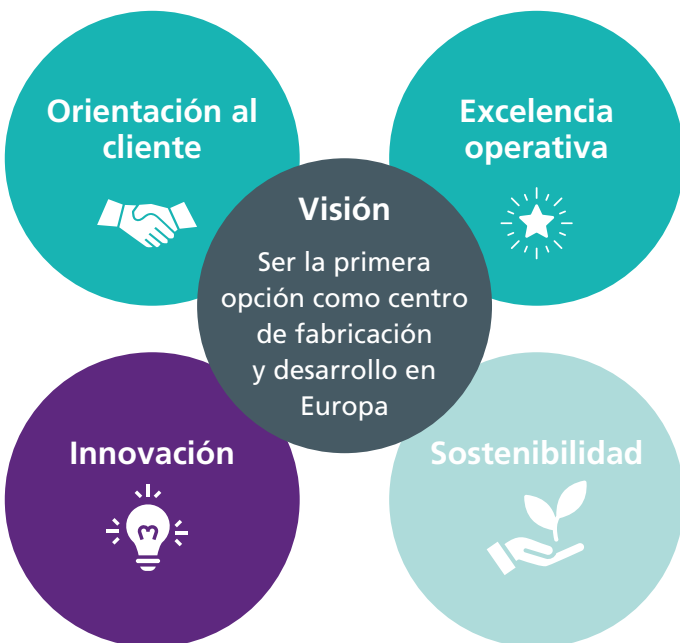 Orientación al
cliente
Excelencia
operativa
Visión
Ser la primera
opción como centro
de fabricación
y desarrollo en
Europa
Innovación
Sostenibilidad